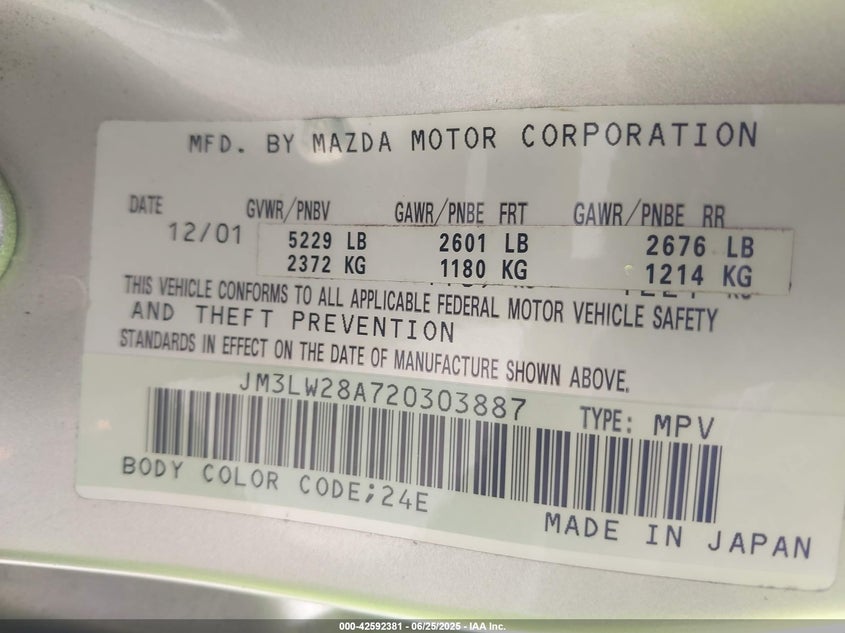 MFD. BY MAZDA MOTOR CORPORATION
DATE GVWR/PNBV GAWR/PNBE FRT GAWR/PNBE RR
12/01 5229 LB 2601 LB 2676 LB
2372 KG 1180 KG 1214 KG
THIS VEHICLE CONFORMS TO ALL APPLICABLE FEDERAL MOTOR VEHICLE SAFETY
AND THEFT PREVENTION
STANDARDS IN EFFECT ON THE DATE OF MANUFACTURE SHOWN ABOVE.
JM3LW28A720303887 TYPE: MPV
BODY COLOR CODE;24E
MADE IN JAPAN
000-42592381 - 06/25/2025 - IAA Inc.